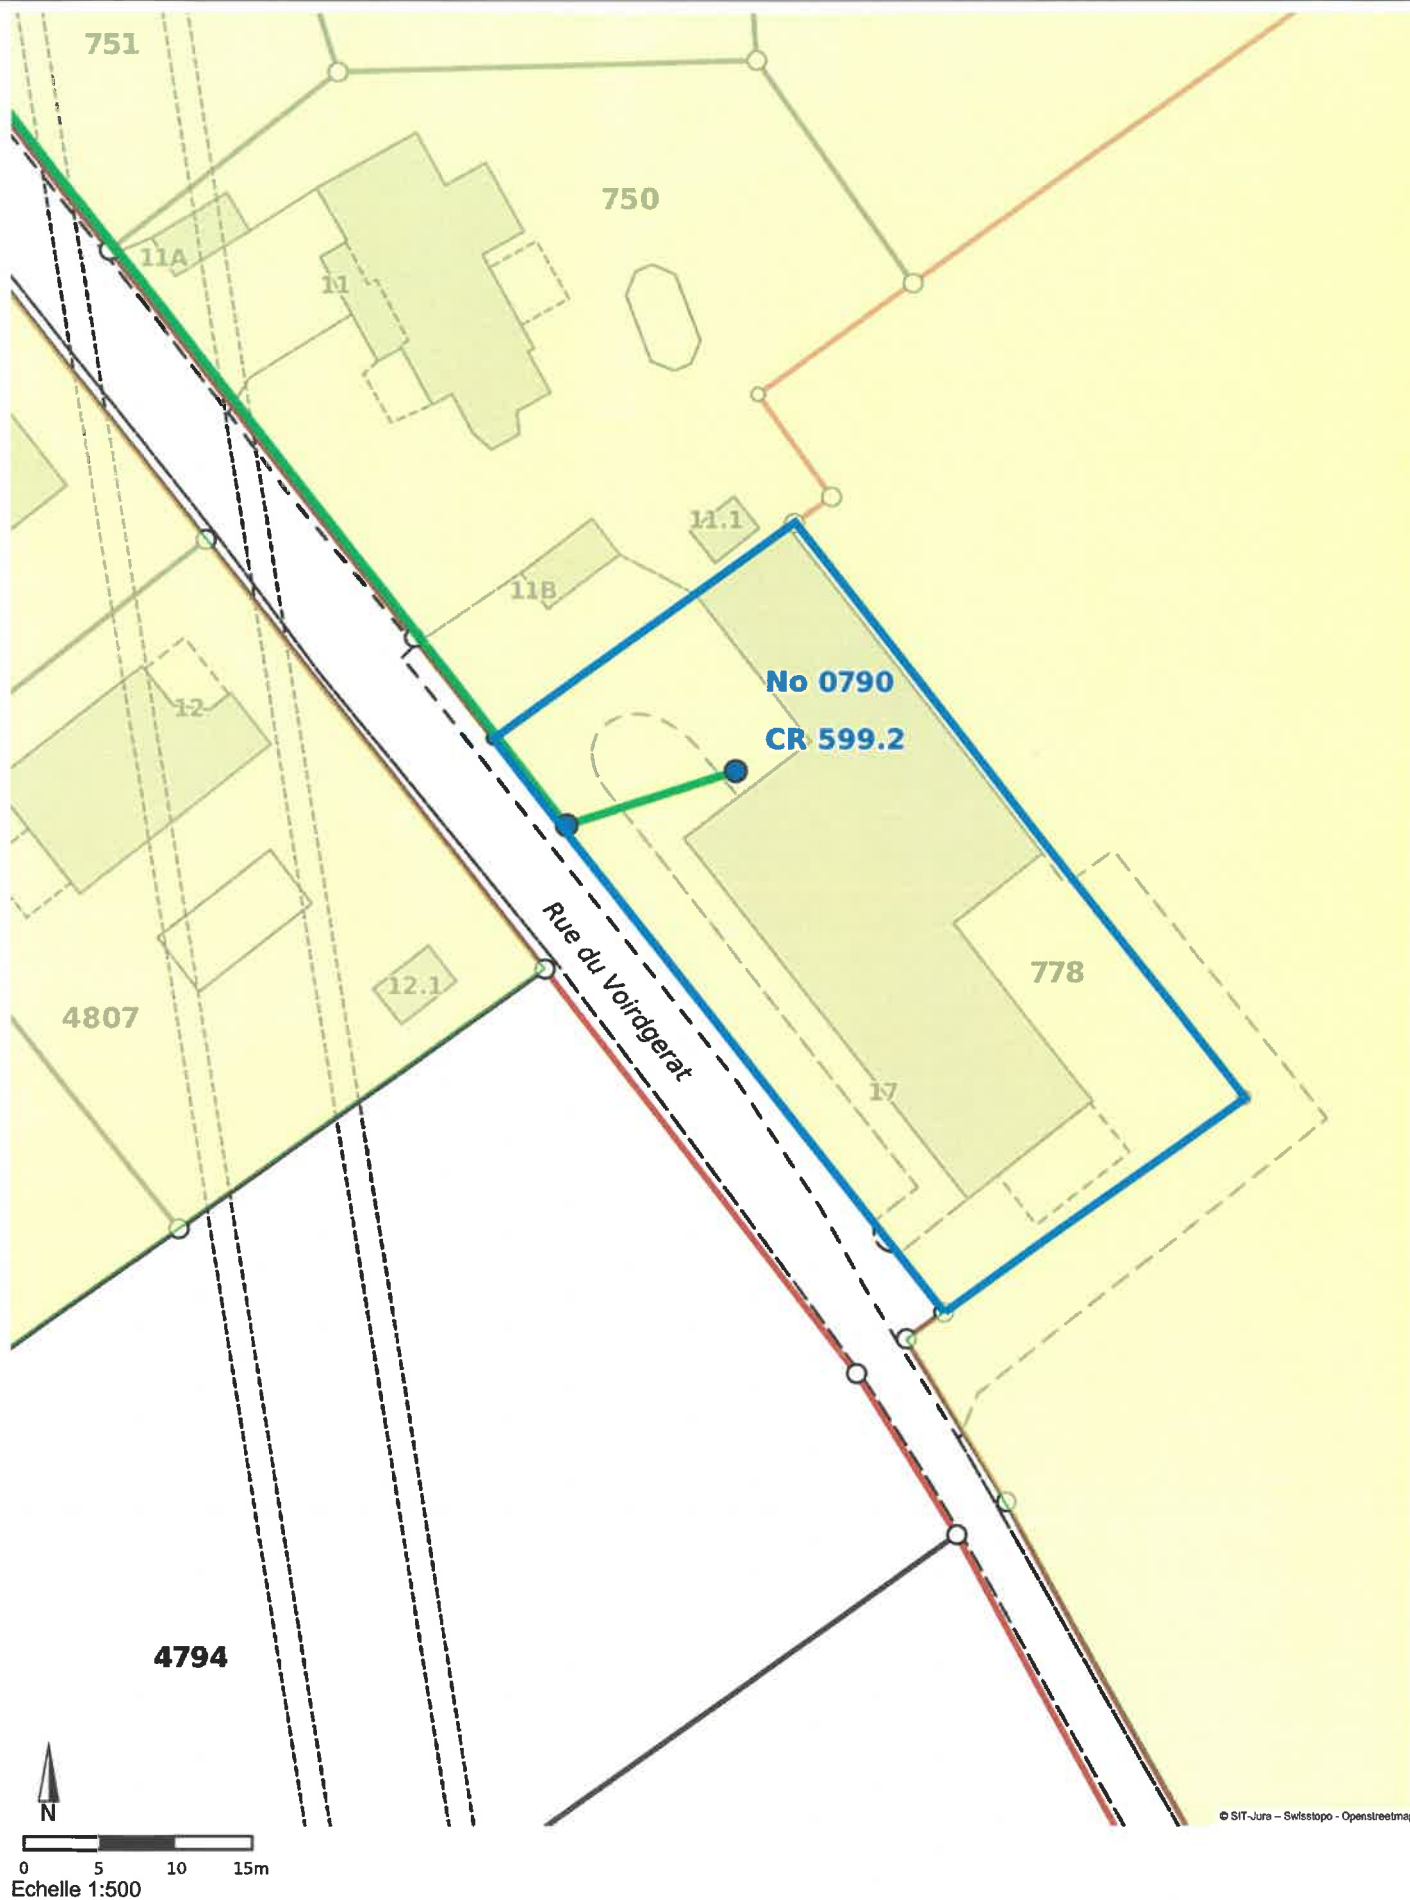 751
750
11A
11
11.1
11B
No 0790
12
CR 599.2
Rue du Voirdgerat
778
12.1
4807
17
4794
N
© SIT-Jura – Swisstopo - Openstreetmap
0 5 10 15m
Echelle 1:500